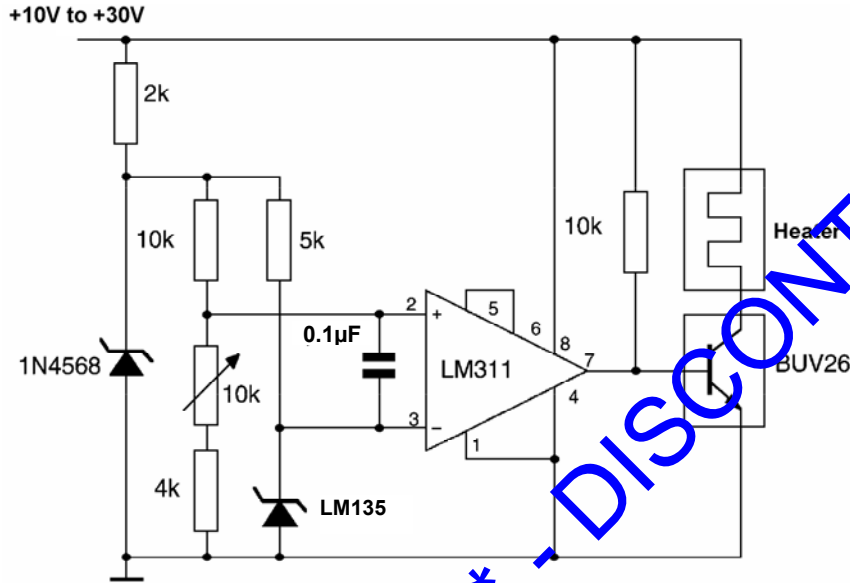 +10V to +30V
2k
10k
5k
10k
Heater
2
+
5
6
8
0.1µF
LM311
7
1N4568
BUV26
10k
4
3
−
1
4k
LM135
* - DISCONT